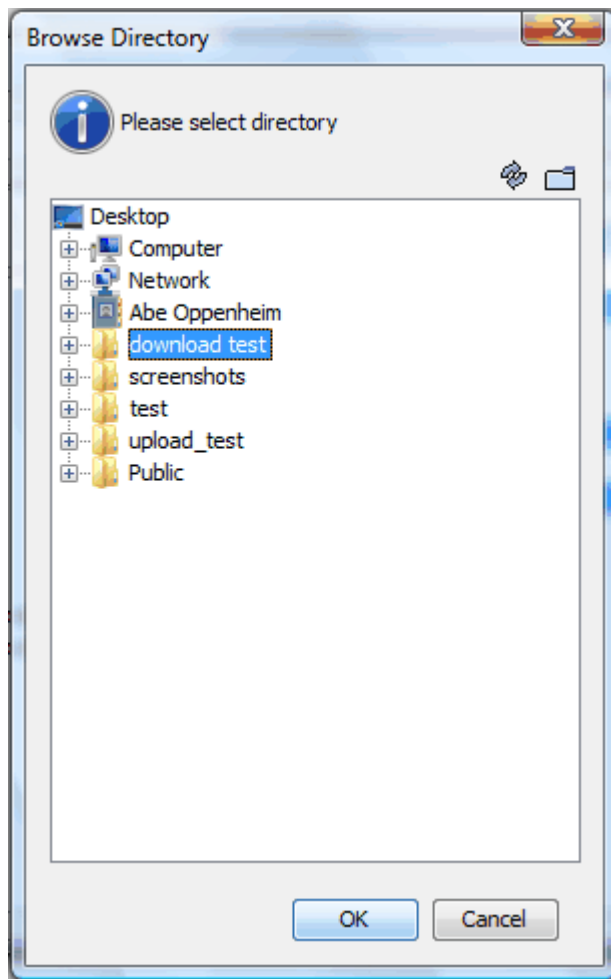 Browse Directory
Please select directory
Desktop
Computer
Network
Abe Oppenheim
download test
screenshots
test
upload_test
Public
OK
Cancel